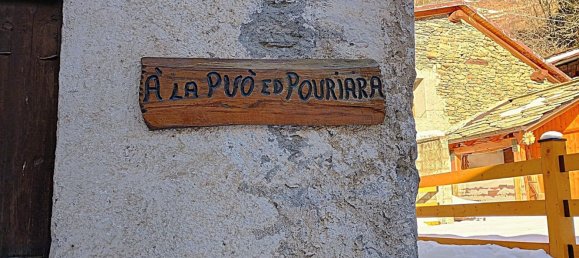 À LA PUÒ ED POURIARA